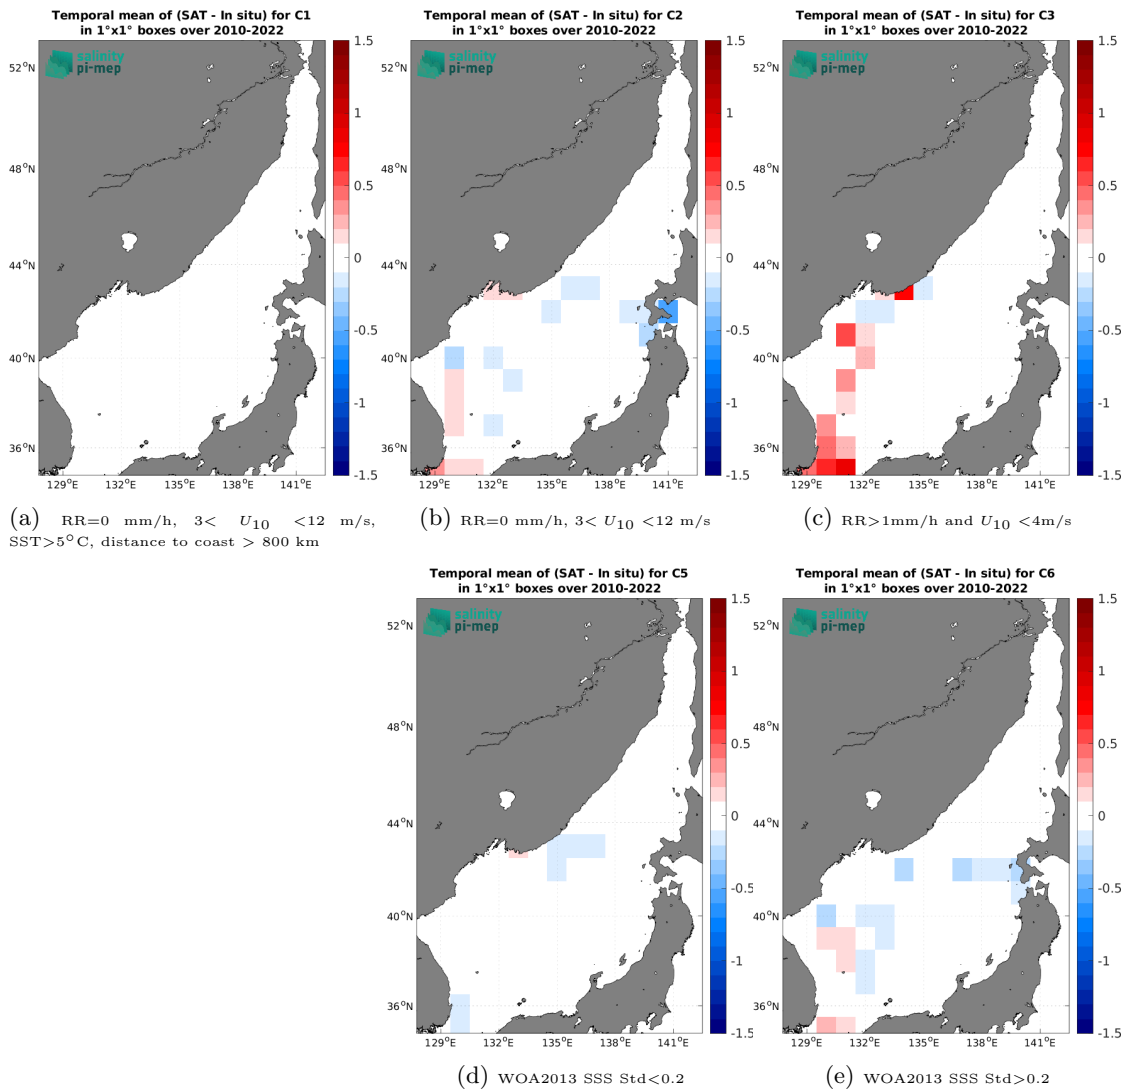 Temporal mean of (SAT - In situ) for C1
in 1°x1° boxes over 2010-2022
salinity
pi-mep
52°N
48°N
44°N
40°N
36°N
129°E 132°E 135°E 138°E 141°E
1.5
1
0.5
0
-0.5
-1
-1.5
(a) RR=0 mm/h, 3< U10 <12 m/s,
SST>5°C, distance to coast > 800 km
Temporal mean of (SAT - In situ) for C2
in 1°x1° boxes over 2010-2022
salinity
pi-mep
52°N
48°N
44°N
40°N
36°N
129°E 132°E 135°E 138°E 141°E
1.5
1
0.5
0
-0.5
-1
-1.5
(b) RR=0 mm/h, 3< U10 <12 m/s
Temporal mean of (SAT - In situ) for C3
in 1°x1° boxes over 2010-2022
salinity
pi-mep
52°N
48°N
44°N
40°N
36°N
129°E 132°E 135°E 138°E 141°E
1.5
1
0.5
0
-0.5
-1
-1.5
(c) RR>1mm/h and U10 <4m/s
Temporal mean of (SAT - In situ) for C5
in 1°x1° boxes over 2010-2022
salinity
pi-mep
52°N
48°N
44°N
40°N
36°N
129°E 132°E 135°E 138°E 141°E
1.5
1
0.5
0
-0.5
-1
-1.5
(d) WOA2013 SSS Std<0.2
Temporal mean of (SAT - In situ) for C6
in 1°x1° boxes over 2010-2022
salinity
pi-mep
52°N
48°N
44°N
40°N
36°N
129°E 132°E 135°E 138°E 141°E
1.5
1
0.5
0
-0.5
-1
-1.5
(e) WOA2013 SSS Std>0.2